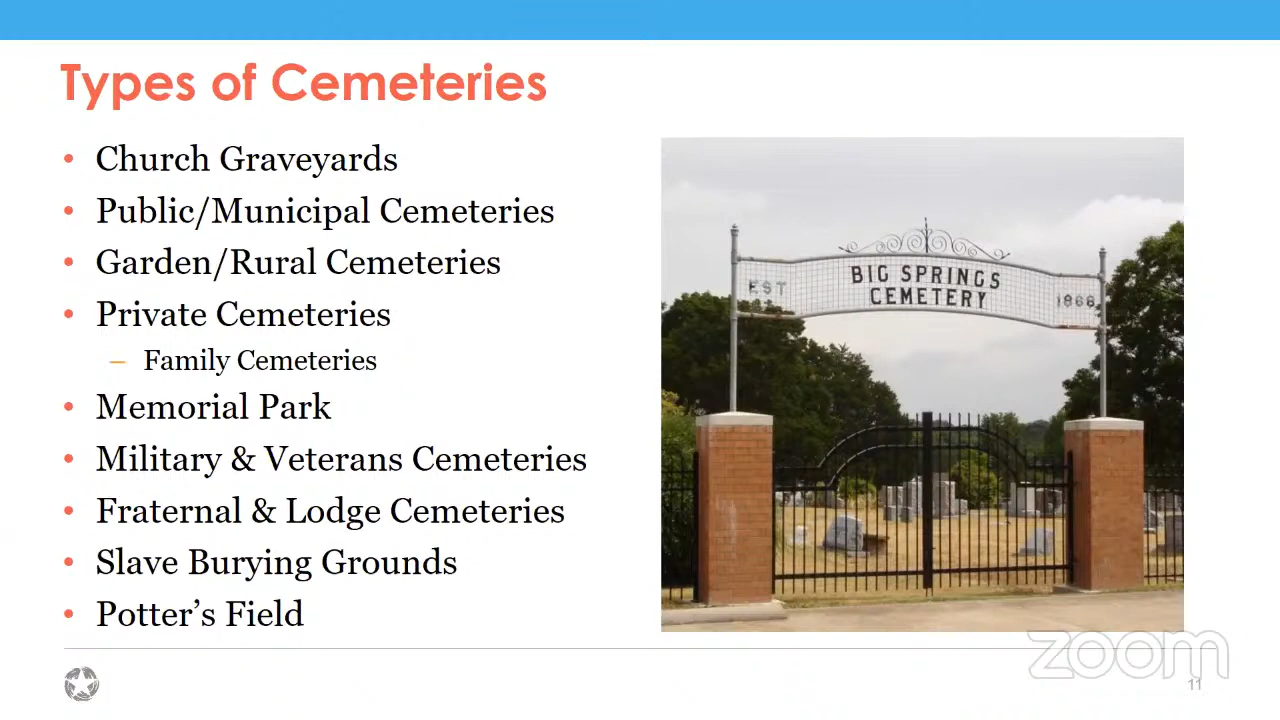 Types of Cemeteries
• Church Graveyards
• Public/Municipal Cemeteries
• Garden/Rural Cemeteries
• Private Cemeteries
– Family Cemeteries
• Memorial Park
• Military & Veterans Cemeteries
• Fraternal & Lodge Cemeteries
• Slave Burying Grounds
• Potter’s Field
BIG SPRINGS
EST CEMETERY 1866
zoom
11